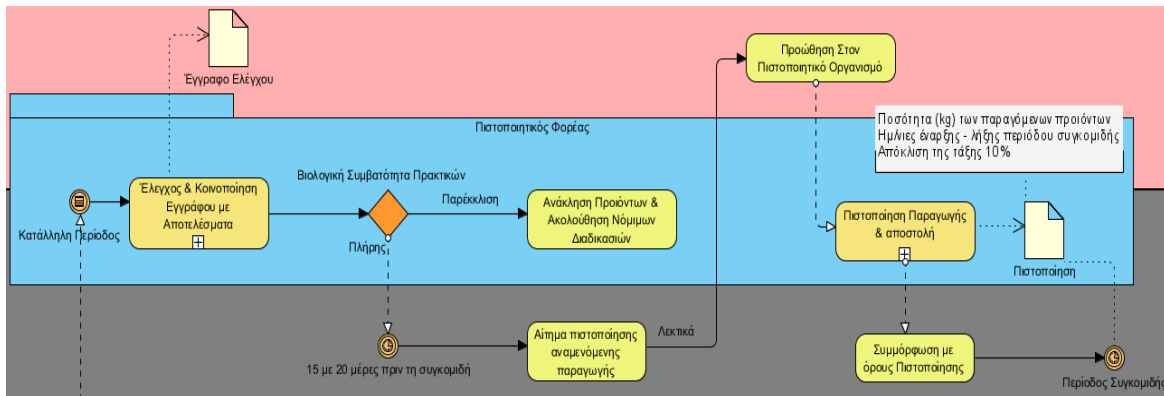 Προώθηση Στον
Πιστοποιητικό Οργανισμό
Έγγραφο Ελέγχου
Ποσότητα (kg) των παραγόμενων προιόντων
Ημ/νιες έναρξης - λήξης περιόδου συγκομιδής
Απόκλιση της τάξης 10%
Πιστοποιητικός Φορέας
Έλεγχος & Κοινοποίηση
Εγγράφου με
Αποτελέσματα
Βιολογική Συμβατότητα Πρακτικών
Παρέκκλιση
Ανάκληση Προιόντων &
Ακολούθηση Νόμιμων
Διαδικασιών
Κατάλληλη Περίοδος
Πλήρης
Πιστοποίηση Παραγωγής
& αποστολή
Πιστοποίηση
15 με 20 μέρες πριν τη συγκομιδή
Αίτημα πιστοποίησης
αναμενόμενης
παραγωγής
Λεκτικά
Συμμόρφωση με
όρους Πιστοποίησης
Περίοδος Συγκομιδής